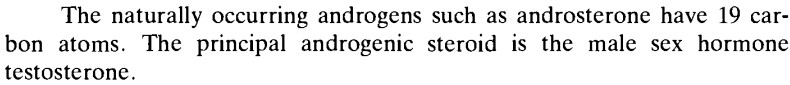 The naturally occurring androgens such as androsterone have 19 car-
bon atoms. The principal androgenic steroid is the male sex hormone
testosterone.